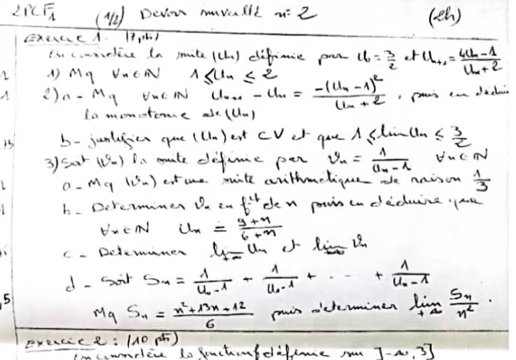 2PCF1 (1/2) Devoir surveillé n° 2 (2h)
Exercice 1. (7pts)
On considère la suite (Un) définie par U0 = 3/2 et Un+1 = (4Un - 1)/(Un + 2)
1) Mq ∀n∈ℕ 1 ≤ Un ≤ 2
2) a - Mq ∀n∈ℕ Un+1 - Un = -(Un - 1)²/(Un + 2), puis en déduire
la monotonie de (Un)
b - justifier que (Un) est CV et que 1 ≤ lim Un ≤ 3/2
3) Soit (Vn) la suite définie par Vn = 1/(Un - 1) ∀n∈ℕ
a - Mq (Vn) est une suite arithmétique de raison 1/3
b - Déterminer Vn en fct de n puis en déduire que
∀n∈ℕ Un = (9+n)/(6+n)
c - Déterminer lim Un et lim Vn
d - Soit Sn = 1/(U0 - 1) + 1/(U1 - 1) + . . . + 1/(Un - 1)
Mq Sn = (n² + 13n + 12)/6 puis déterminer lim +∞ Sn/n².
Exercice 2 : (10 pts)
On considère la fonction f définie sur ]-∞, 3]